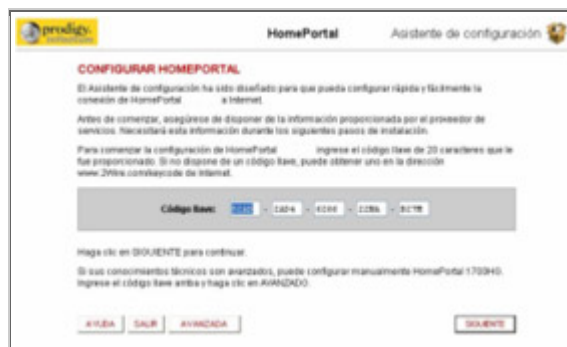 prodigy.
HomePortal
Asistente de configuración
CONFIGURAR HOMEPORTAL
El Asistente de configuración ha sido diseñado para que pueda configurar rápida y fácilmente la
conexión de HomePortal a Internet.
Antes de comenzar, asegúrese de disponer de la información proporcionada por el proveedor de
servicios. Necesitará esta información durante los siguientes pasos de instalación.
Para comenzar la configuración de HomePortal ingrese el código llave de 20 caracteres que le
fue proporcionado. Si no dispone de un código llave, puede obtener uno en la dirección
www.2Wire.com/keycode de Internet.
Código llave:
Haga clic en SIGUIENTE para continuar.
Si sus conocimientos técnicos son avanzados, puede configurar manualmente HomePortal 1700HG.
Ingrese el código llave arriba y haga clic en AVANZADO.
AYUDA SALIR AVANZADA SIGUIENTE